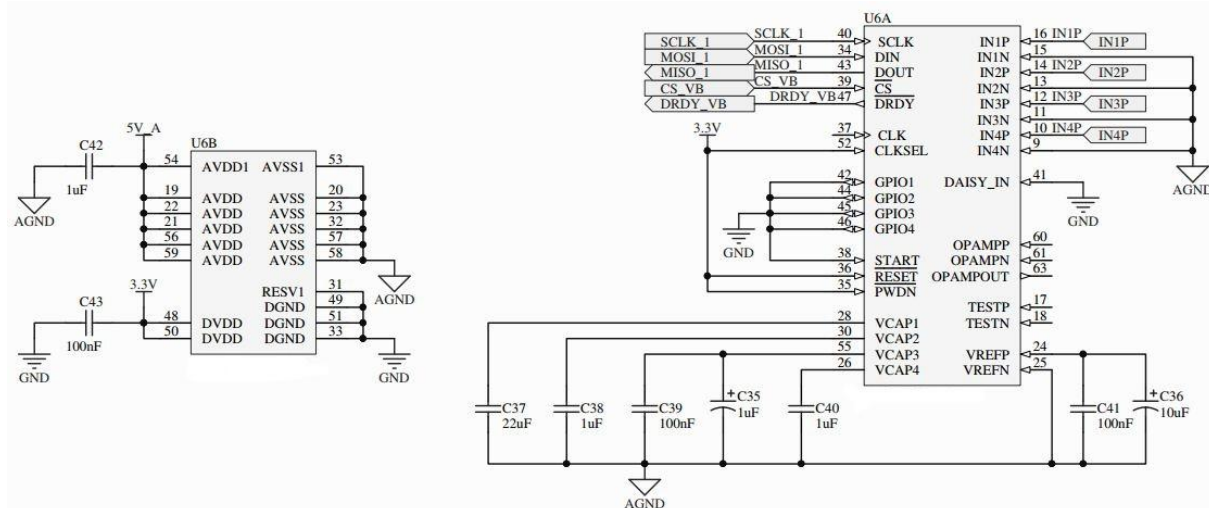 U6A
SCLK_1 SCLK_1 40 SCLK IN1P 16 IN1P IN1P
MOSI_1 MOSI_1 34 DIN IN1N 15
MISO_1 MISO_1 43 DOUT IN2P 14 IN2P IN2P
CS_VB CS_VB 39 CS IN2N 13
DRDY_VB DRDY_VB 47 DRDY IN3P 12 IN3P IN3P
IN3N 11
3.3V 37 CLK IN4P 10 IN4P IN4P
52 CLKSEL IN4N 9
AGND
42 GPIO1 DAISY_IN 41
44 GPIO2
45 GPIO3
46 GPIO4
GND
GND
OPAMPP 60
38 START OPAMPN 61
36 RESET OPAMPOUT 63
35 PWDN
TESTP 17
28 VCAP1 TESTN 18
30 VCAP2
55 VCAP3 VREFP 24
26 VCAP4 VREFN 25
C37 22uF
C38 1uF
C39 100nF
C35 1uF
C40 1uF
C41 100nF
C36 10uF
+
+
AGND
5V_A
U6B
C42 1uF
AGND
54 AVDD1 AVSS1 53
19 AVDD AVSS 20
22 AVDD AVSS 23
21 AVDD AVSS 32
56 AVDD AVSS 57
59 AVDD AVSS 58
AGND
3.3V
RESV1 31
C43 100nF
DGND 49
48 DVDD DGND 51
50 DVDD DGND 33
GND
GND